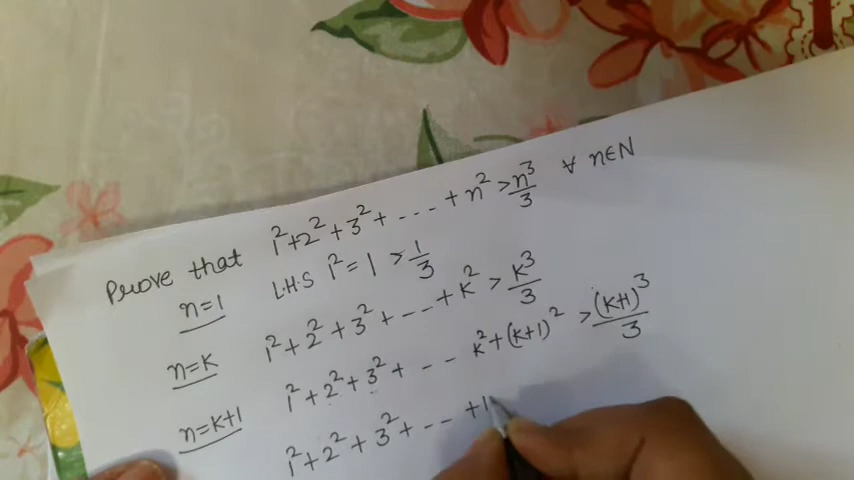 Prove that 1²+2²+3²+...+n² > n³/3 ∀ n∈N
n=1 L.H.S 1² = 1 > 1/3
n=k 1²+2²+3²+...+k² > k³/3
n=k+1 1²+2²+3²+...k²+(k+1)² > (k+1)³/3
1²+2²+3²+...+